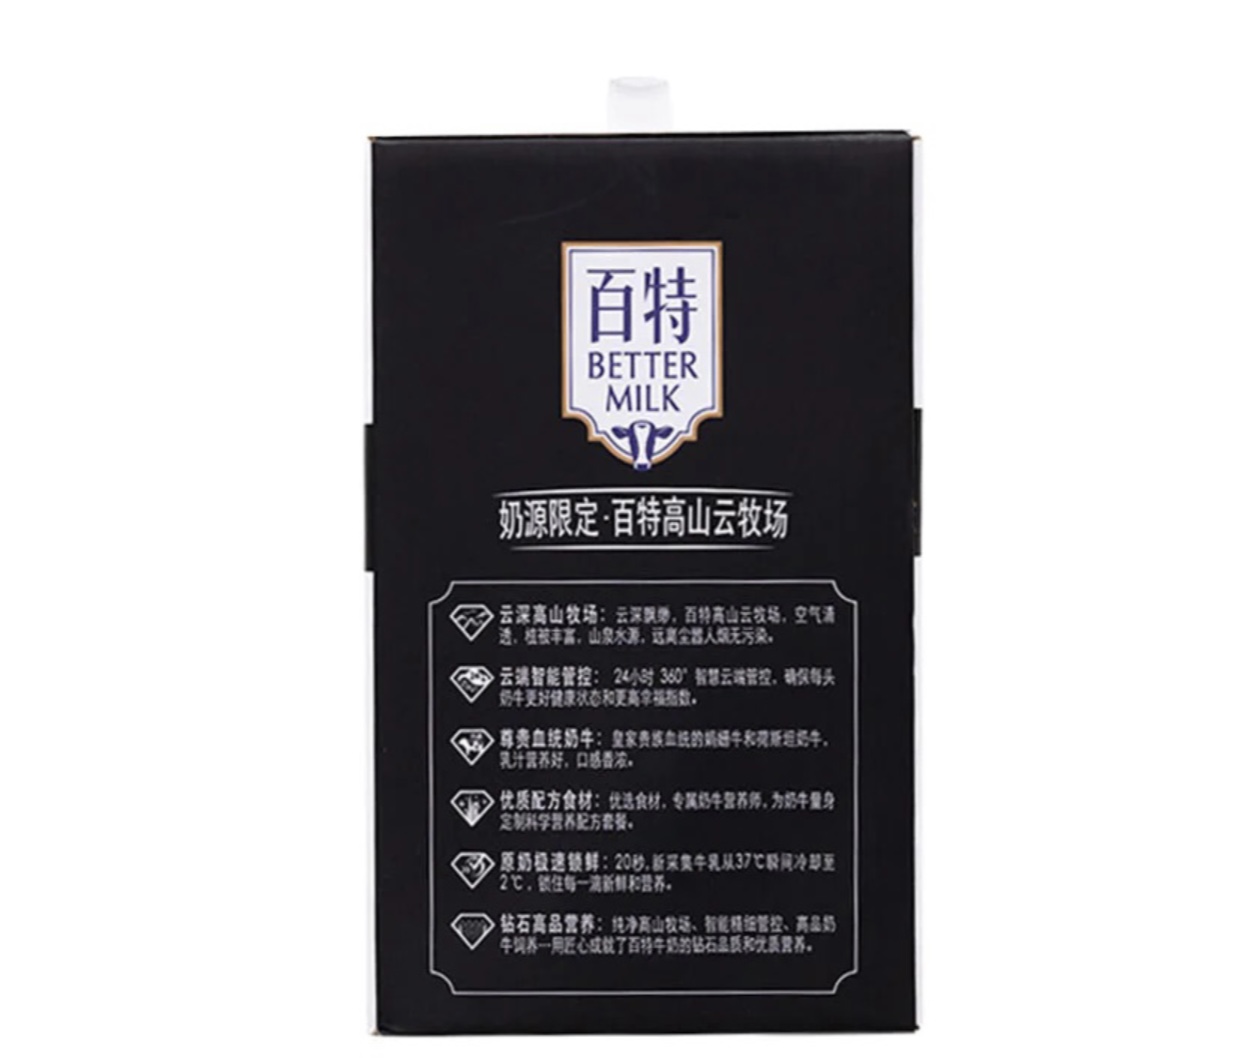 百特
BETTER
MILK
奶源限定·百特高山云牧场
云深高山牧场：云深飘渺，百特高山云牧场，空气清
透，植被丰富，山泉水源，远离尘嚣人烟无污染。
云端智能管控：24小时 360°智慧云端管控，确保每头
奶牛更好健康状态和更高幸福指数。
尊贵血统奶牛：皇家贵族血统的娟姗牛和荷斯坦奶牛，
乳汁营养好，口感香浓。
优质配方食材：优选食材，专属奶牛营养师，为奶牛量身
定制科学营养配方套餐。
原奶极速锁鲜：20秒，新采集牛乳从37℃瞬间冷却至
2℃，锁住每一滴新鲜和营养。
钻石高品营养：纯净高山牧场、智能精细管控、高品奶
牛饲养一用匠心成就了百特牛奶的钻石品质和优质营养。